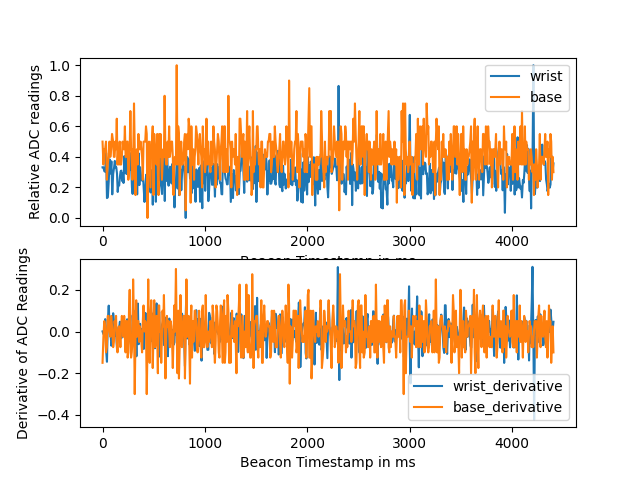 Relative ADC readings
1.0
0.8
0.6
0.4
0.2
0.0
wrist
base
0 1000 2000 3000 4000
Beacon Timestamp in ms
Derivative of ADC Readings
0.2
0.0
−0.2
−0.4
wrist_derivative
base_derivative
0 1000 2000 3000 4000
Beacon Timestamp in ms